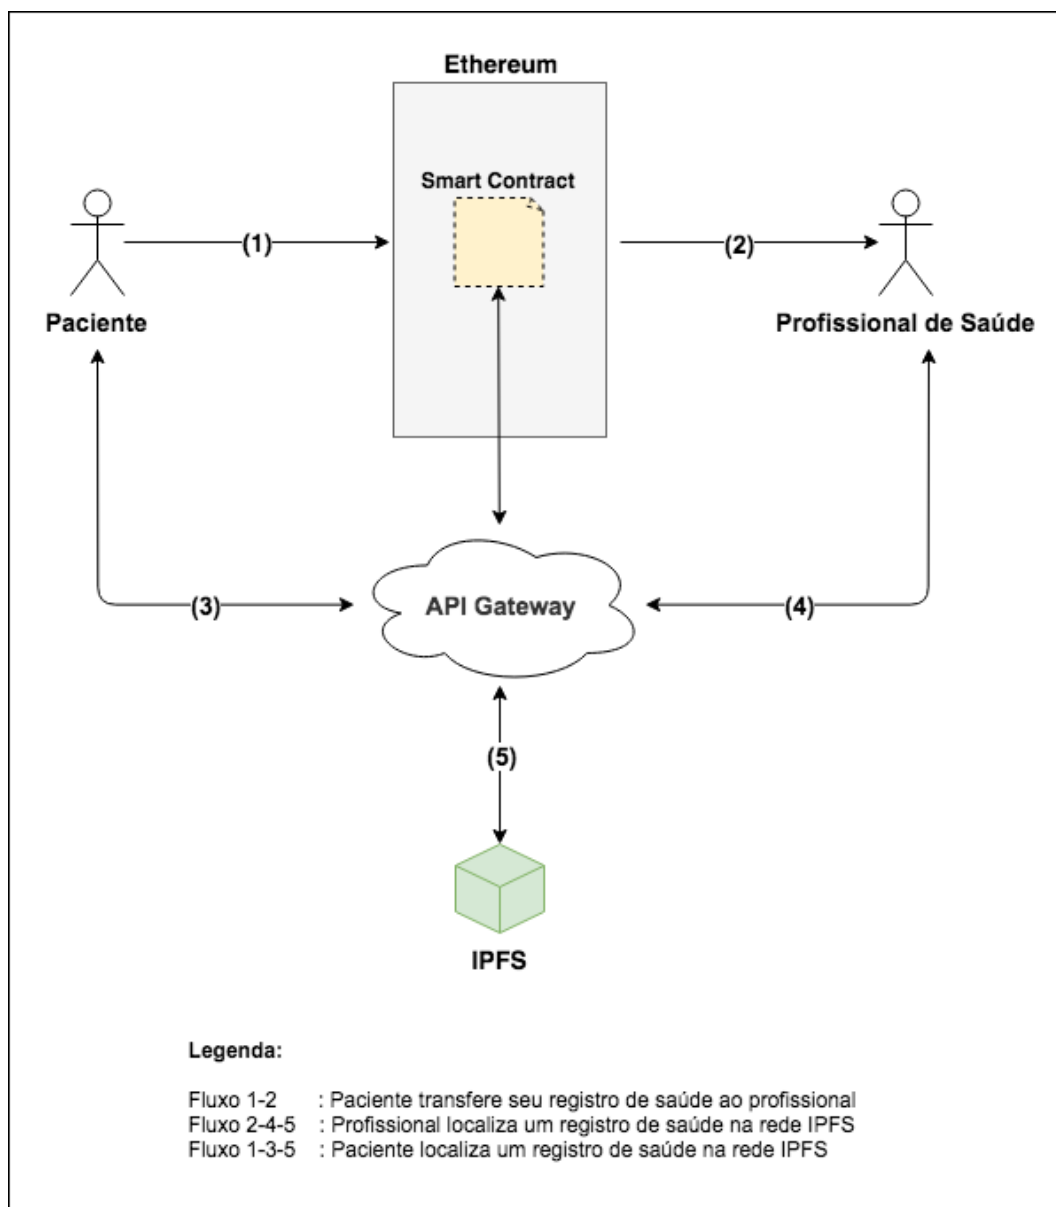 Ethereum
Smart Contract
(1)
(2)
Paciente
Profissional de Saúde
(3)
API Gateway
(4)
(5)
IPFS
Legenda:
Fluxo 1-2 : Paciente transfere seu registro de saúde ao profissional
Fluxo 2-4-5 : Profissional localiza um registro de saúde na rede IPFS
Fluxo 1-3-5 : Paciente localiza um registro de saúde na rede IPFS